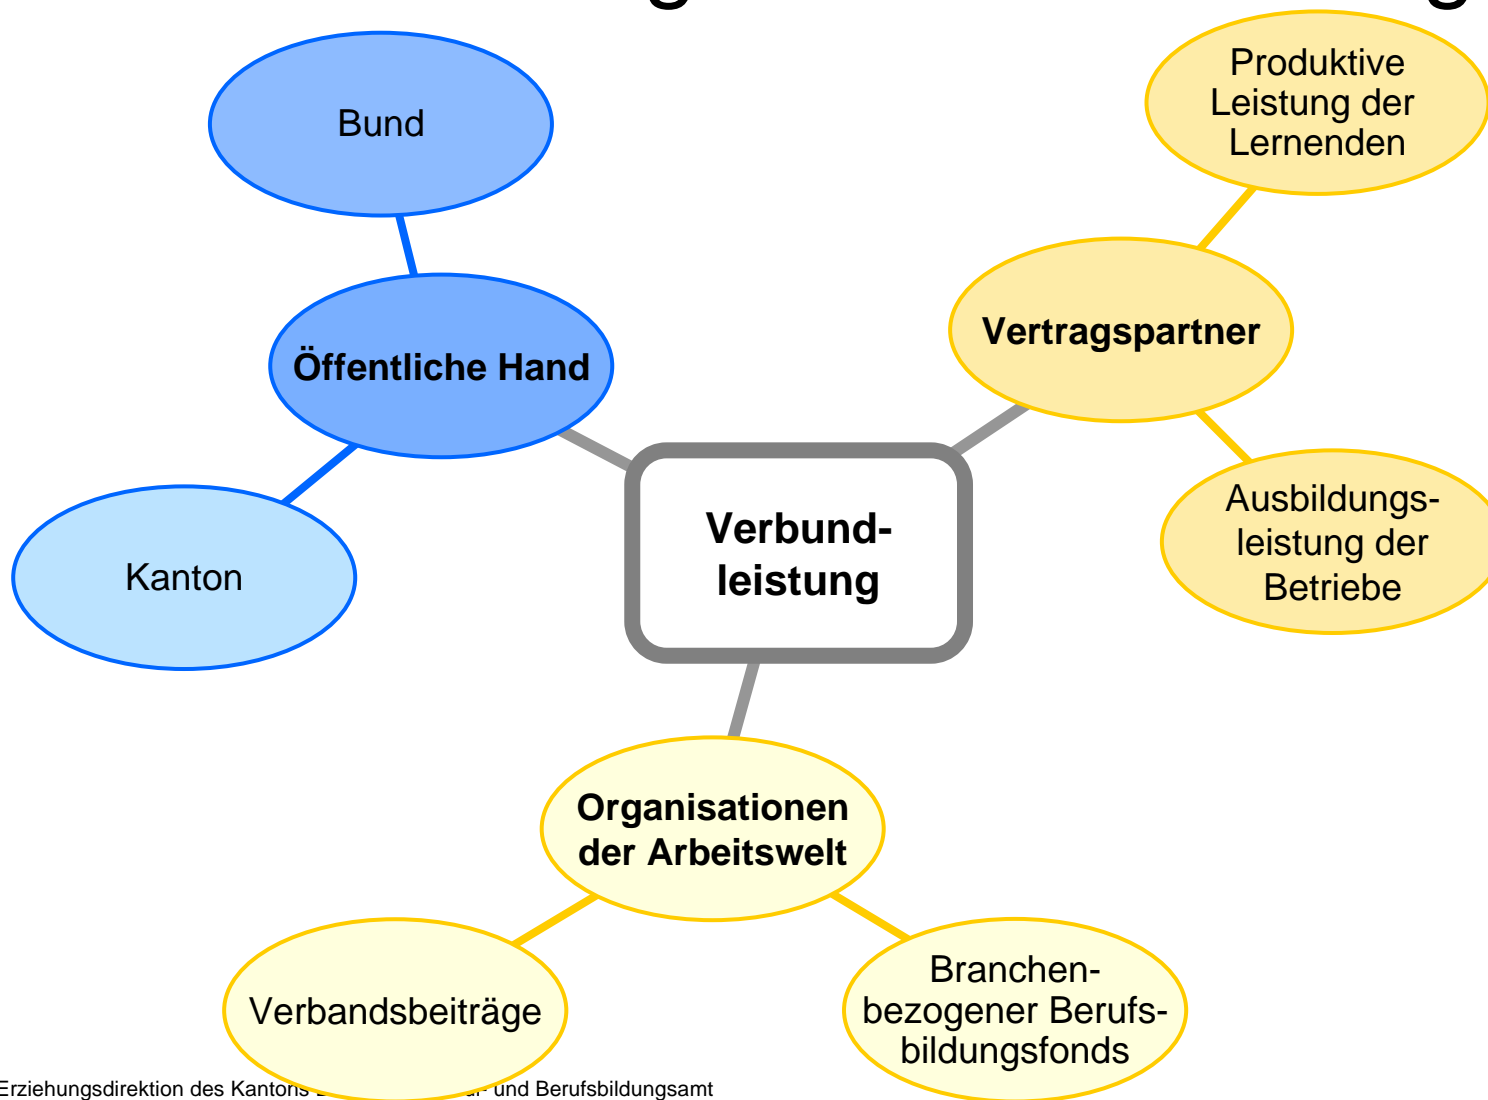 Bund
Produktive
Leistung der
Lernenden
Öffentliche Hand
Vertragspartner
Kanton
Verbund-
leistung
Ausbildungs-
leistung der
Betriebe
Organisationen
der Arbeitswelt
Verbandsbeiträge
Branchen-
bezogener Berufs-
bildungsfonds
Erziehungsdirektion des Kantons und Berufsbildungsamt